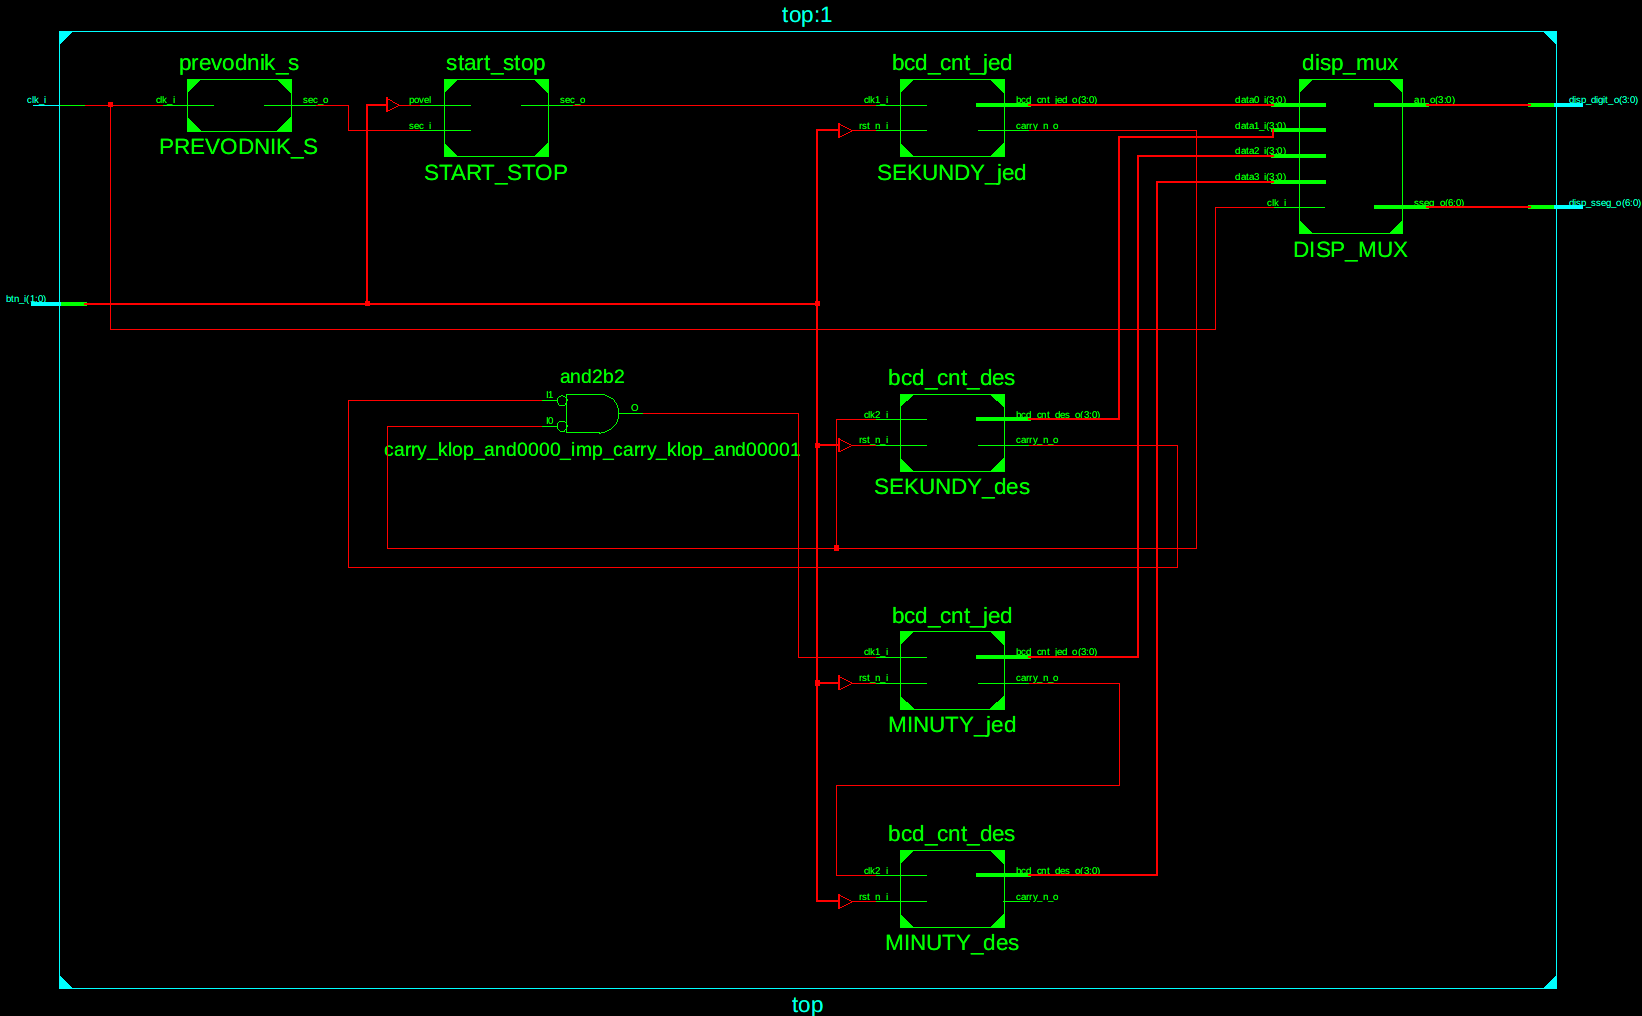 top:1
prevodnik_s
clk_i
clk_i
sec_o
PREVODNIK_S
start_stop
povel
sec_i
sec_o
START_STOP
bcd_cnt_jed
clk1_i
rst_n_i
bcd_cnt_jed_o(3:0)
carry_n_o
SEKUNDY_jed
disp_mux
data0_i(3:0)
data1_i(3:0)
data2_i(3:0)
data3_i(3:0)
clk_i
an_o(3:0)
sseg_o(6:0)
DISP_MUX
disp_digit_o(3:0)
disp_sseg_o(6:0)
btn_i(1:0)
and2b2
I1
I0
O
carry_klop_and0000_imp_carry_klop_and00001
bcd_cnt_des
clk2_i
rst_n_i
bcd_cnt_des_o(3:0)
carry_n_o
SEKUNDY_des
bcd_cnt_jed
clk1_i
rst_n_i
bcd_cnt_jed_o(3:0)
carry_n_o
MINUTY_jed
bcd_cnt_des
clk2_i
rst_n_i
bcd_cnt_des_o(3:0)
carry_n_o
MINUTY_des
top